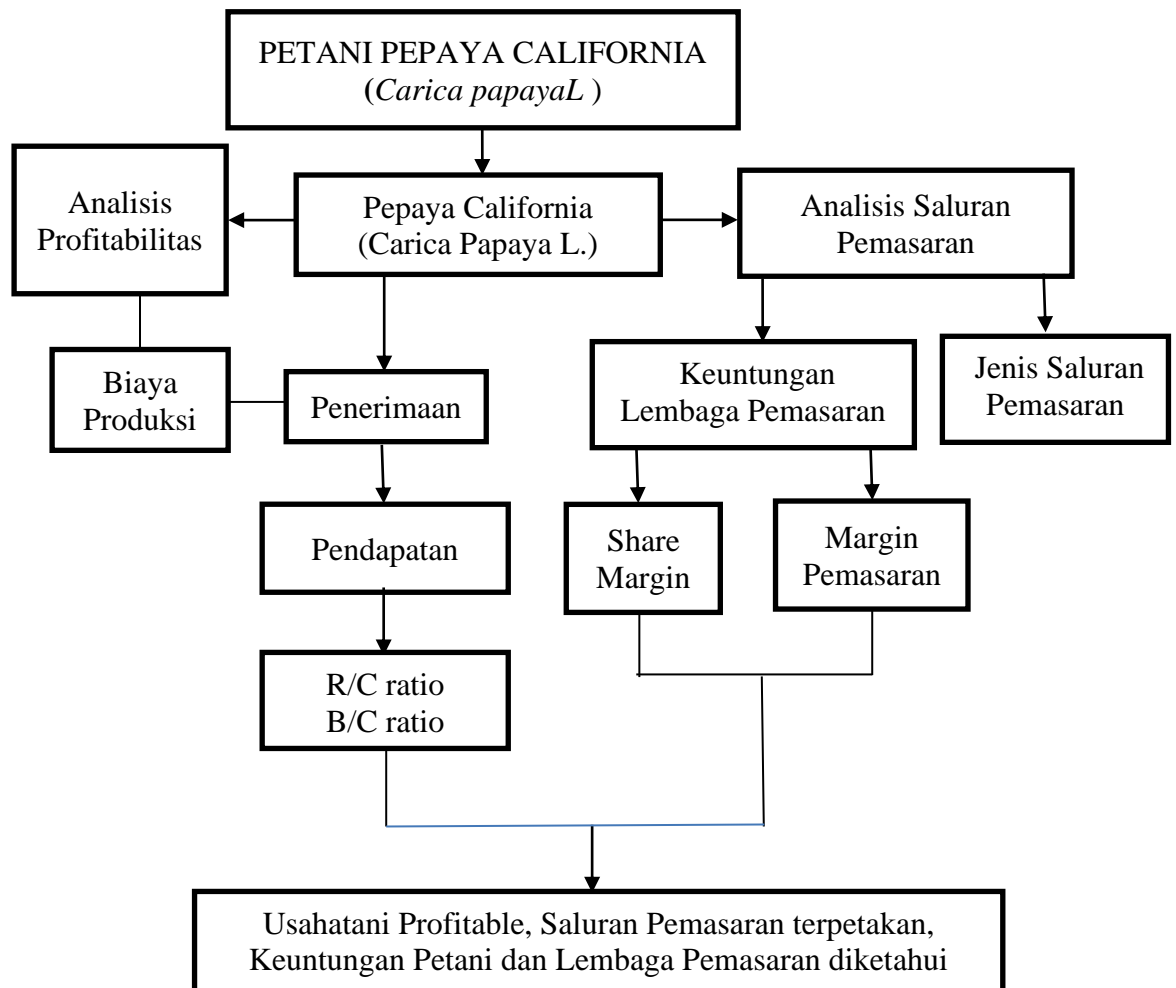 PETANI PEPAYA CALIFORNIA
(Carica papayaL )
Analisis
Profitabilitas
Pepaya California
(Carica Papaya L.)
Analisis Saluran
Pemasaran
Biaya
Produksi
Penerimaan
Keuntungan
Lembaga Pemasaran
Jenis Saluran
Pemasaran
Pendapatan
Share
Margin
Margin
Pemasaran
R/C ratio
B/C ratio
Usahatani Profitable, Saluran Pemasaran terpetakan,
Keuntungan Petani dan Lembaga Pemasaran diketahui